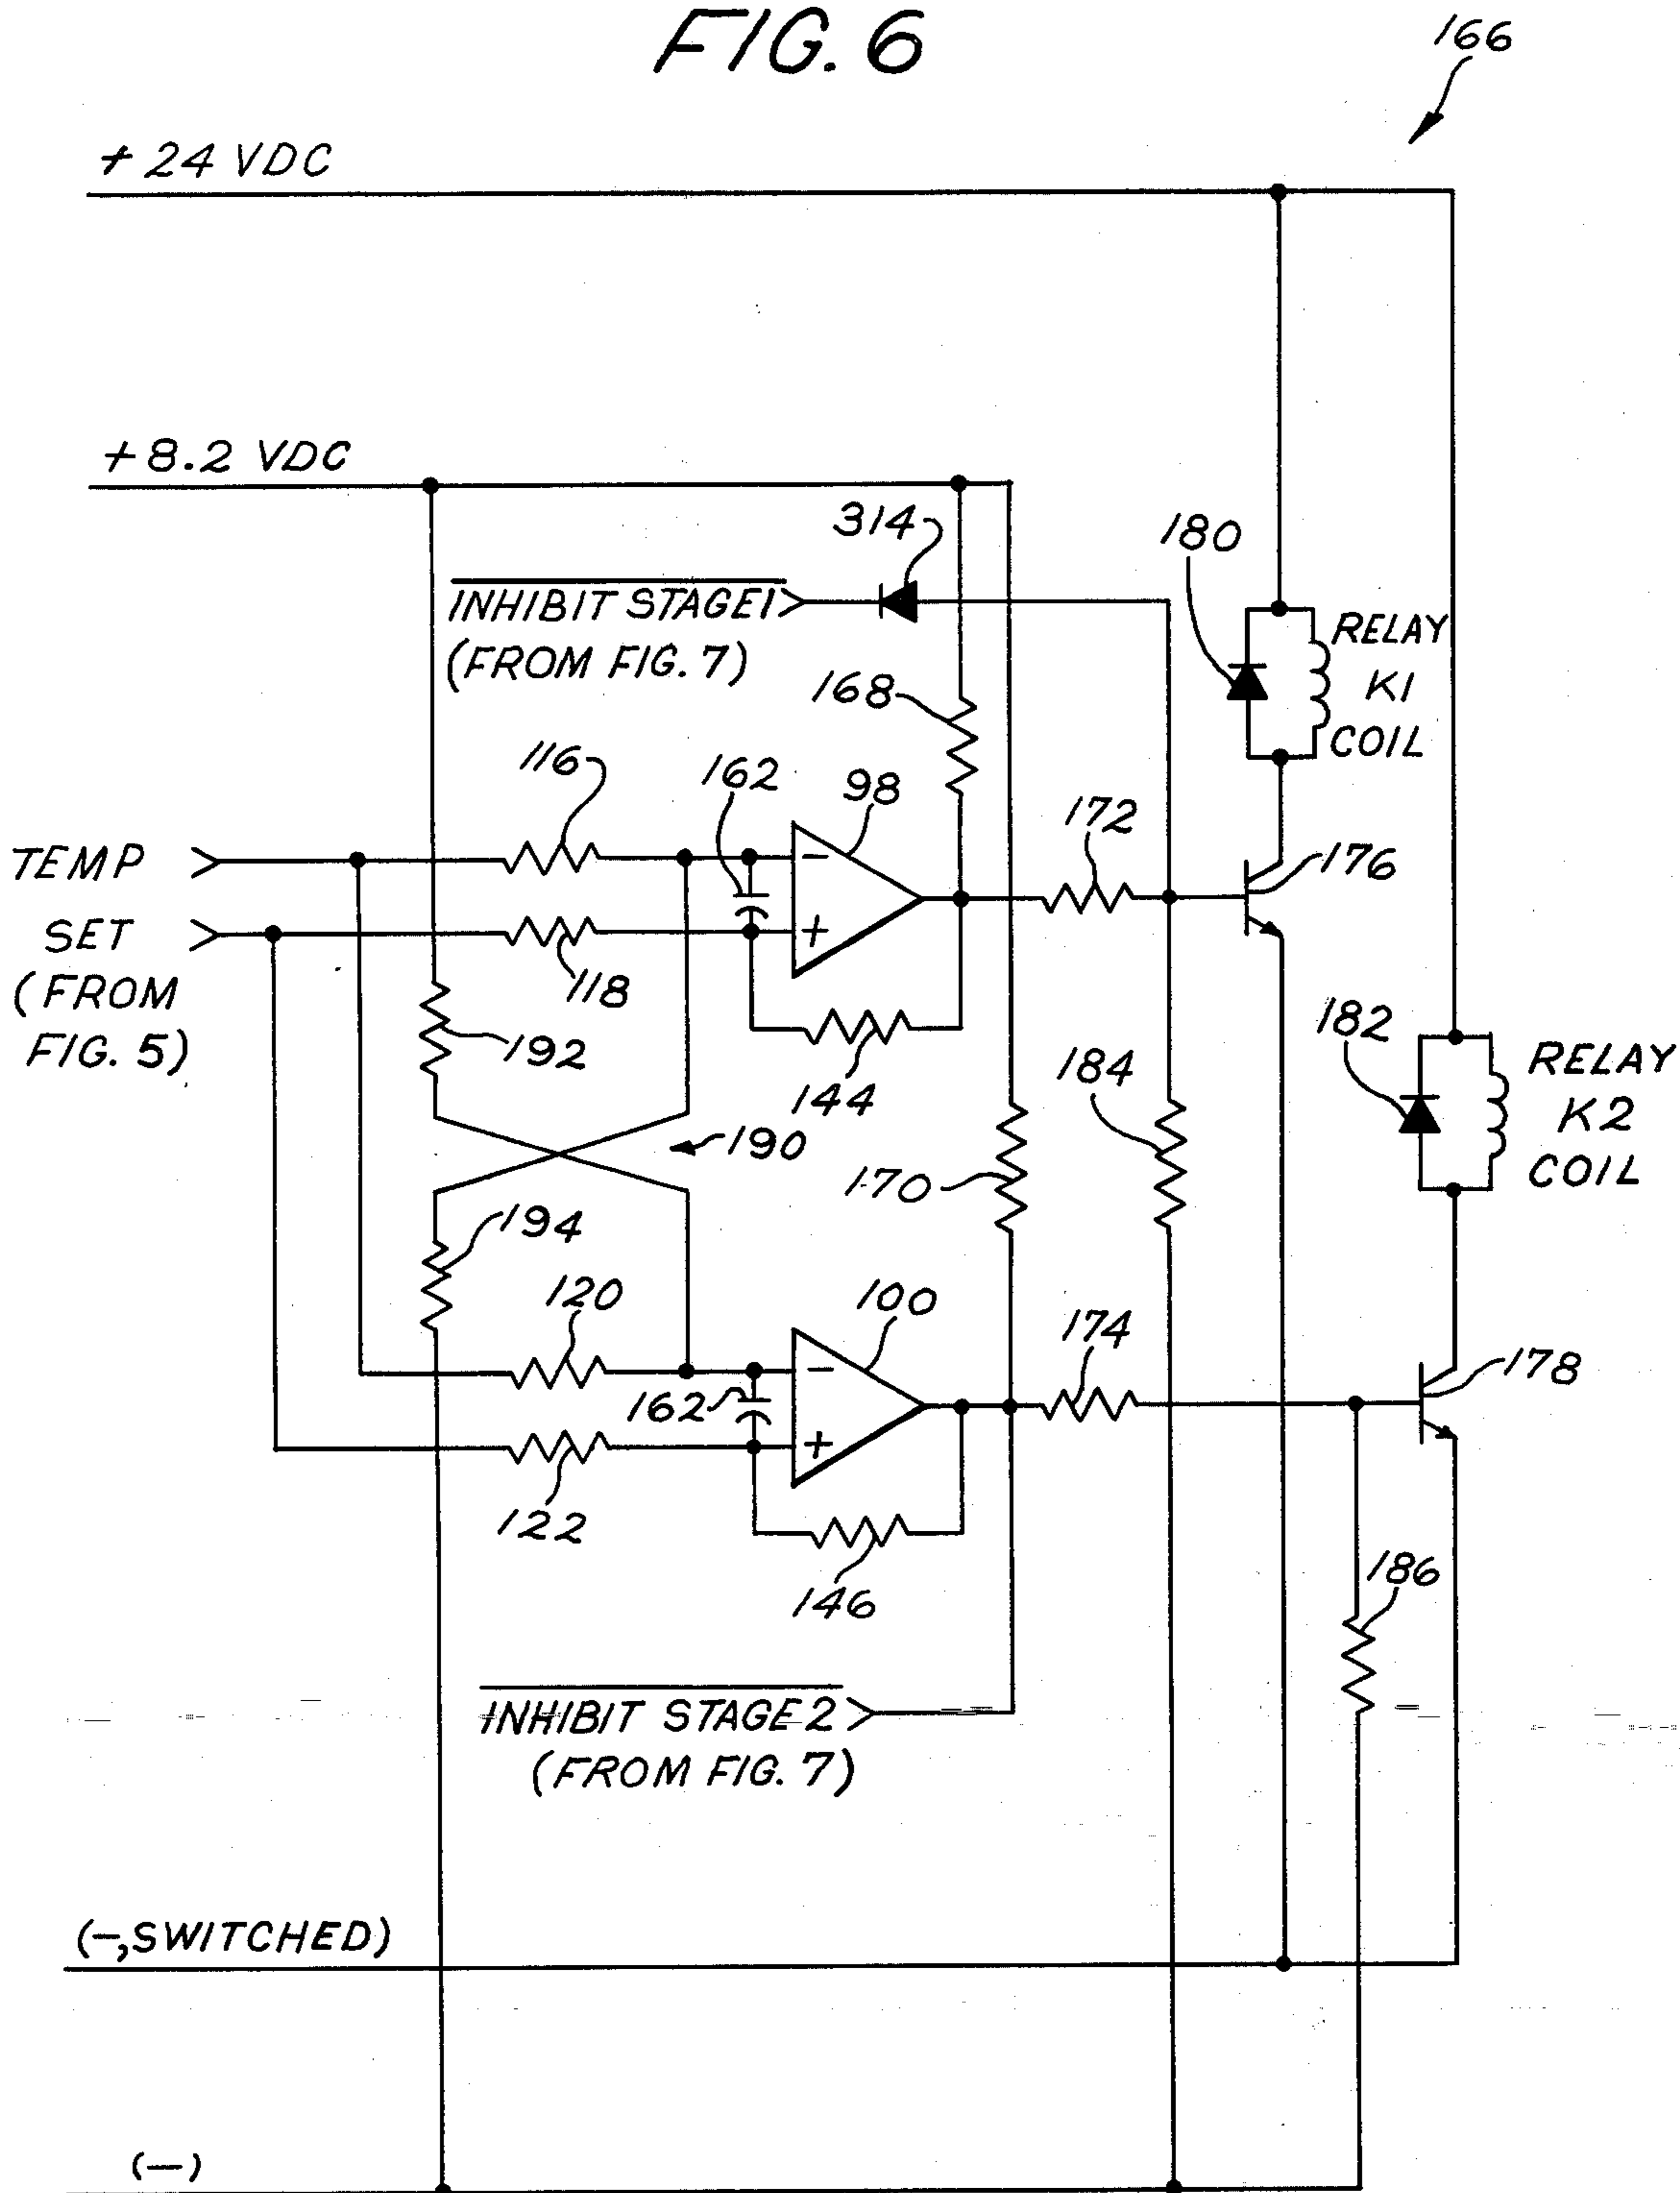 FIG. 6
166
+24 VDC
+8.2 VDC
314
180
INHIBIT STAGE 1
(FROM FIG. 7)
RELAY
K1
COIL
168
116
162
98
172
TEMP
176
SET
(FROM
FIG. 5)
118
192
144
184
182
RELAY
K2
COIL
190
170
194
120
100
174
178
162
122
146
186
INHIBIT STAGE 2
(FROM FIG. 7)
(-,SWITCHED)
(-)